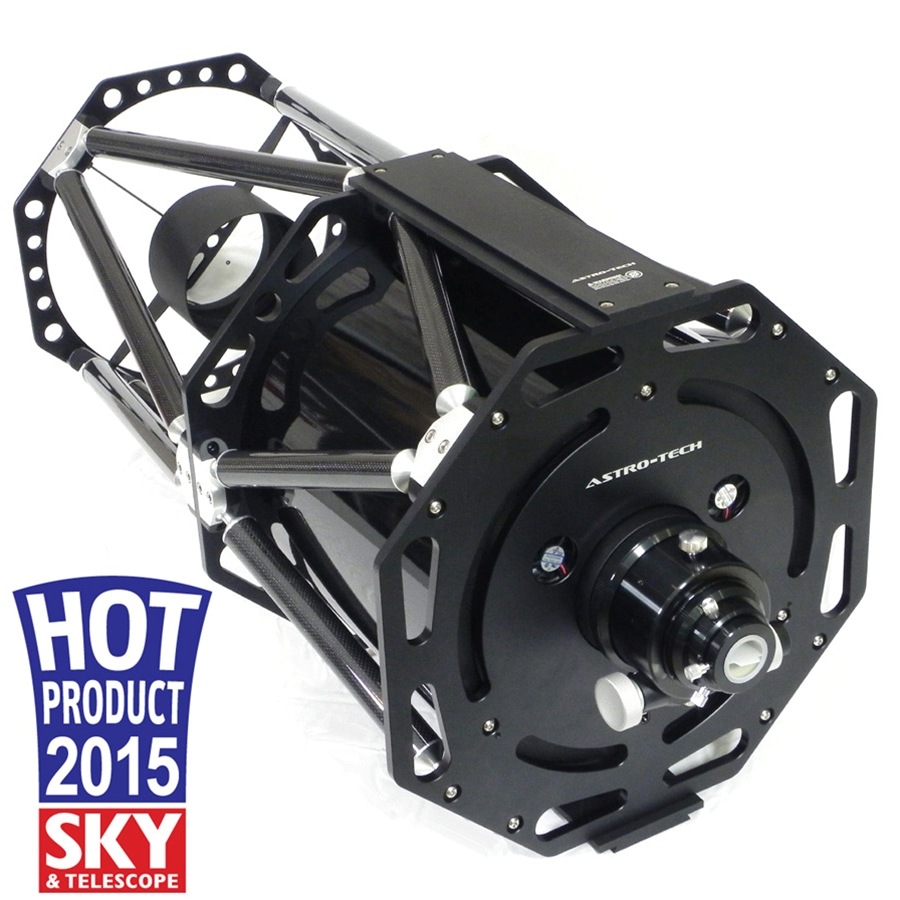 ASTRO-TECH
ASTRO-TECH
HOT
PRODUCT
2015
SKY
& TELESCOPE